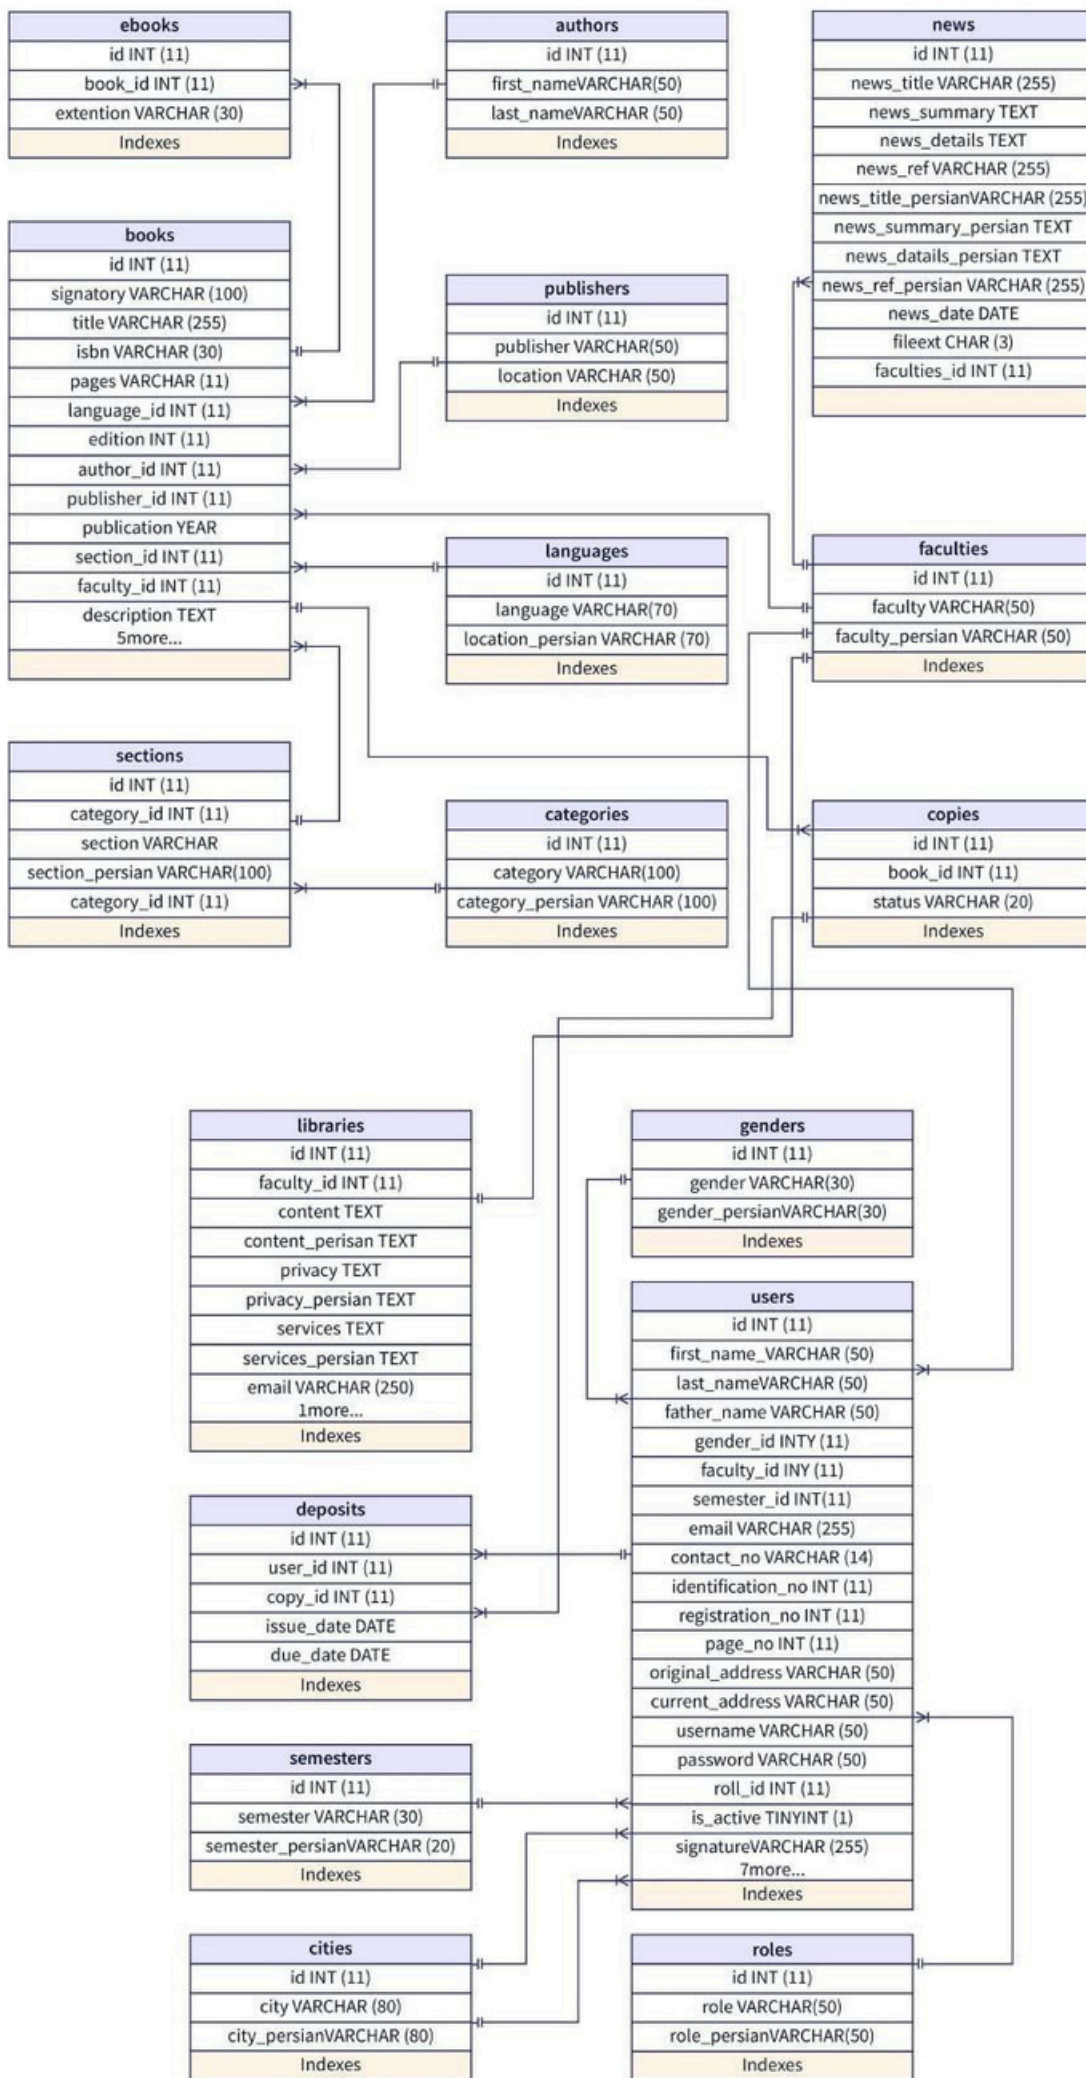 ebooks
id INT (11)
book_id INT (11)
extention VARCHAR (30)
Indexes
authors
id INT (11)
first_nameVARCHAR(50)
last_nameVARCHAR (50)
Indexes
news
id INT (11)
news_title VARCHAR (255)
news_summary TEXT
news_details TEXT
news_ref VARCHAR (255)
news_title_persianVARCHAR (255)
news_summary_persian TEXT
news_datails_persian TEXT
news_ref_persian VARCHAR (255)
news_date DATE
fileext CHAR (3)
faculties_id INT (11)
books
id INT (11)
signatory VARCHAR (100)
title VARCHAR (255)
isbn VARCHAR (30)
pages VARCHAR (11)
language_id INT (11)
edition INT (11)
author_id INT (11)
publisher_id INT (11)
publication YEAR
section_id INT (11)
faculty_id INT (11)
description TEXT
5more...
publishers
id INT (11)
publisher VARCHAR(50)
location VARCHAR (50)
Indexes
languages
id INT (11)
language VARCHAR(70)
location_persian VARCHAR (70)
Indexes
faculties
id INT (11)
faculty VARCHAR(50)
faculty_persian VARCHAR (50)
Indexes
sections
id INT (11)
category_id INT (11)
section VARCHAR
section_persian VARCHAR(100)
category_id INT (11)
Indexes
categories
id INT (11)
category VARCHAR(100)
category_persian VARCHAR (100)
Indexes
copies
id INT (11)
book_id INT (11)
status VARCHAR (20)
Indexes
libraries
id INT (11)
faculty_id INT (11)
content TEXT
content_perisan TEXT
privacy TEXT
privacy_persian TEXT
services TEXT
services_persian TEXT
email VARCHAR (250)
1more...
Indexes
genders
id INT (11)
gender VARCHAR(30)
gender_persianVARCHAR(30)
Indexes
users
id INT (11)
first_name_VARCHAR (50)
last_nameVARCHAR (50)
father_name VARCHAR (50)
gender_id INTY (11)
faculty_id INY (11)
semester_id INT(11)
email VARCHAR (255)
contact_no VARCHAR (14)
identification_no INT (11)
registration_no INT (11)
page_no INT (11)
original_address VARCHAR (50)
current_address VARCHAR (50)
username VARCHAR (50)
password VARCHAR (50)
roll_id INT (11)
is_active TINYINT (1)
signatureVARCHAR (255)
7more...
Indexes
deposits
id INT (11)
user_id INT (11)
copy_id INT (11)
issue_date DATE
due_date DATE
Indexes
semesters
id INT (11)
semester VARCHAR (30)
semester_persianVARCHAR (20)
Indexes
cities
id INT (11)
city VARCHAR (80)
city_persianVARCHAR (80)
Indexes
roles
id INT (11)
role VARCHAR(50)
role_persianVARCHAR(50)
Indexes